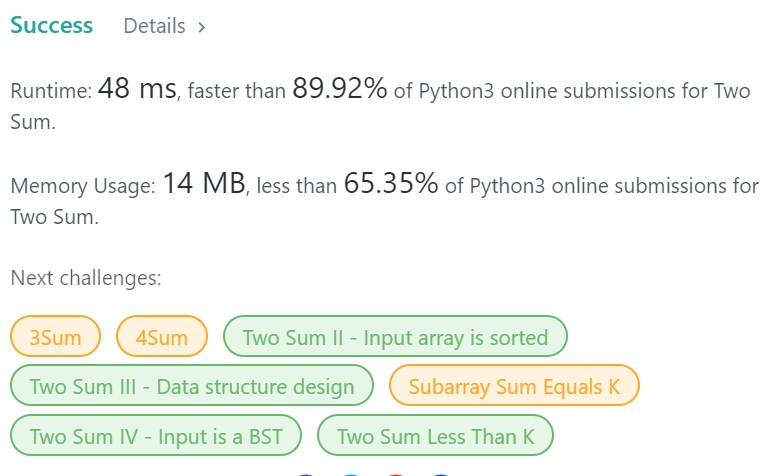 Success Details >
Runtime: 48 ms, faster than 89.92% of Python3 online submissions for Two
Sum.
Memory Usage: 14 MB, less than 65.35% of Python3 online submissions for
Two Sum.
Next challenges:
3Sum 4Sum Two Sum II - Input array is sorted
Two Sum III - Data structure design Subarray Sum Equals K
Two Sum IV - Input is a BST Two Sum Less Than K